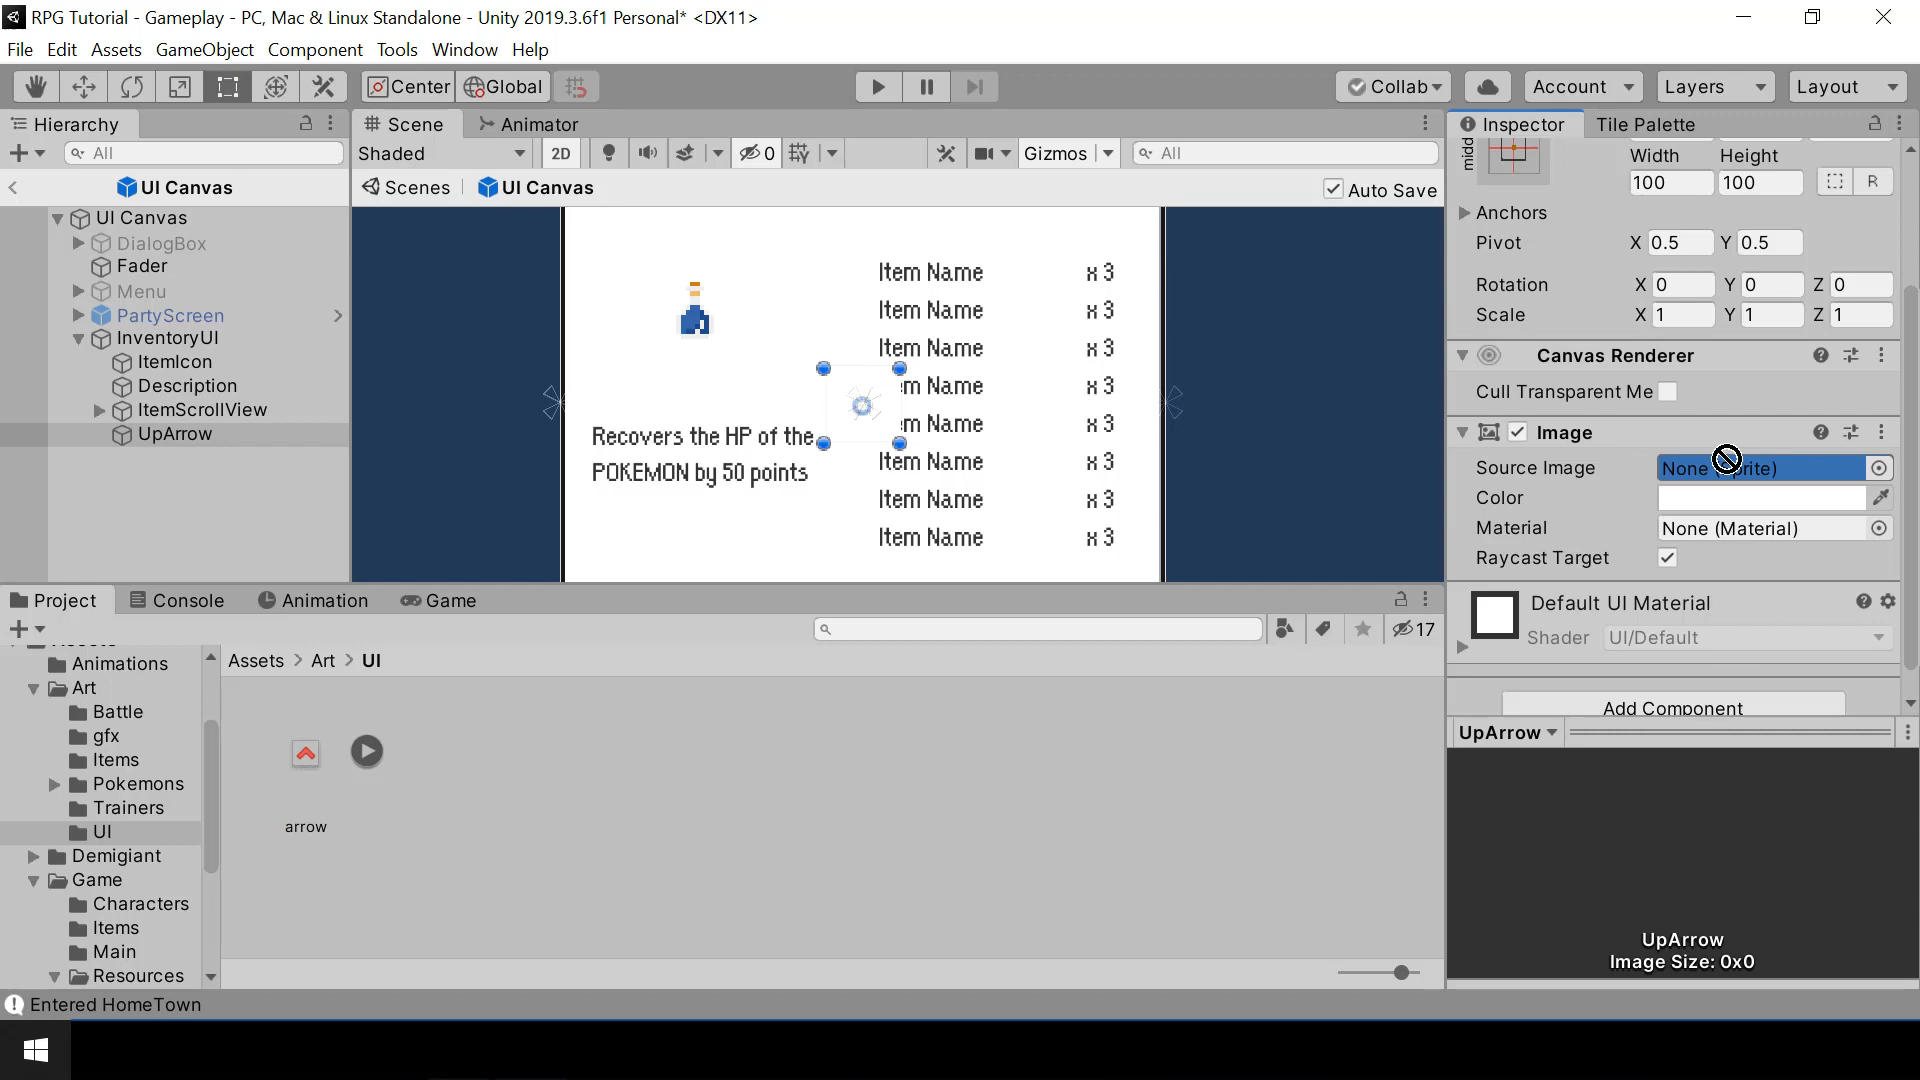 RPG Tutorial - Gameplay - PC, Mac & Linux Standalone - Unity 2019.3.6f1 Personal* <DX11>
File Edit Assets GameObject Component Tools Window Help
Center Global Collab Account Layers Layout
Hierarchy Scene Animator Inspector Tile Palette
All Shaded 2D 0 Gizmos All
UI Canvas Scenes UI Canvas Auto Save
UI Canvas
DialogBox
Fader
Menu
PartyScreen
InventoryUI
ItemIcon
Description
ItemScrollView
UpArrow
Item Name x 3
Item Name x 3
Item Name x 3
em Name x 3
em Name x 3
Item Name x 3
Item Name x 3
Item Name x 3
Recovers the HP of the
POKEMON by 50 points
Width Height
100 100 R
Anchors
Pivot X 0.5 Y 0.5
Rotation X 0 Y 0 Z 0
Scale X 1 Y 1 Z 1
Canvas Renderer
Cull Transparent Me
Image
Source Image None
Color
Material None (Material)
Raycast Target
Default UI Material
Shader UI/Default
Add Component
UpArrow
UpArrow
Image Size: 0x0
Project Console Animation Game
17
Assets > Art > UI
Animations
Art
Battle
gfx
Items
Pokemons
Trainers
UI
Demigiant
Game
Characters
Items
Main
Resources
arrow
Entered HomeTown